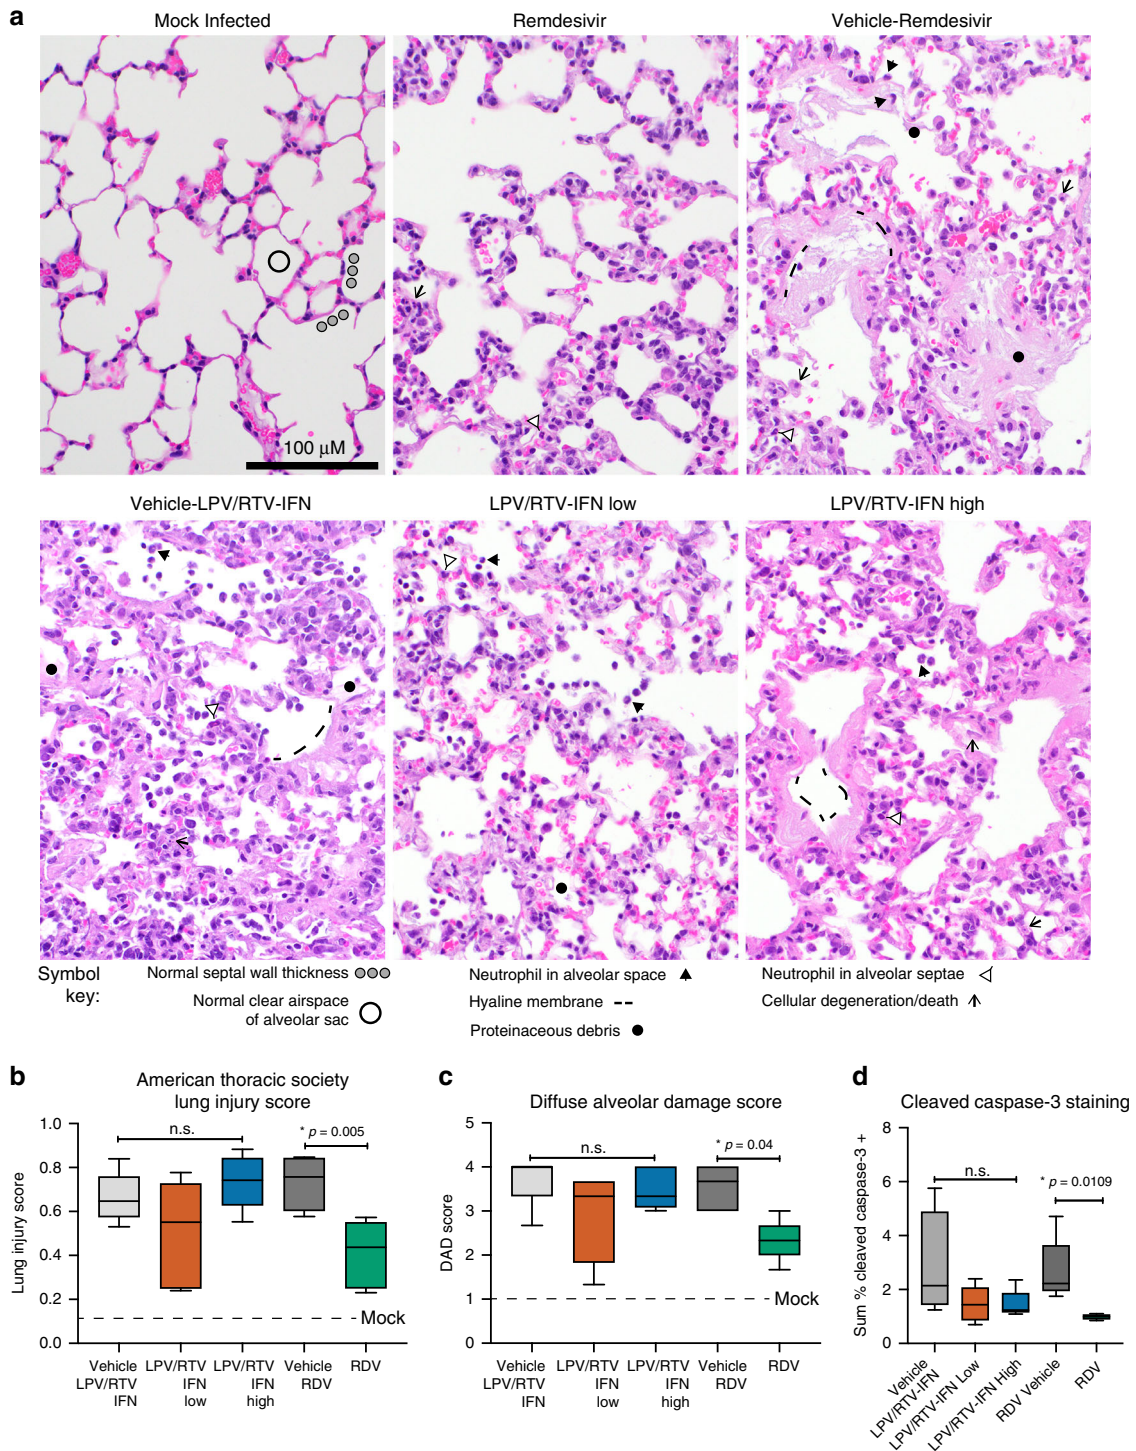 a
Mock Infected
Remdesivir
Vehicle-Remdesivir
100 µM
Vehicle-LPV/RTV-IFN
LPV/RTV-IFN low
LPV/RTV-IFN high
Symbol
key:
Normal septal wall thickness
Normal clear airspace
of alveolar sac
Neutrophil in alveolar space
Hyaline membrane
Proteinaceous debris
Neutrophil in alveolar septae
Cellular degeneration/death
b
American thoracic society
lung injury score
Lung injury score
1.0
0.8
0.6
0.4
0.2
0.0
n.s.
* p = 0.005
Mock
Vehicle
LPV/RTV
IFN
LPV/RTV
IFN
low
LPV/RTV
IFN
high
Vehicle
RDV
RDV
c
Diffuse alveolar damage score
DAD score
5
4
3
2
1
0
n.s.
* p = 0.04
Mock
Vehicle
LPV/RTV
IFN
LPV/RTV
IFN
low
LPV/RTV
IFN
high
Vehicle
RDV
RDV
d
Cleaved caspase-3 staining
Sum % cleaved caspase-3 +
8
6
4
2
0
n.s.
* p = 0.0109
Vehicle
LPV/RTV-IFN
LPV/RTV-IFN Low
LPV/RTV-IFN High
RDV Vehicle
RDV